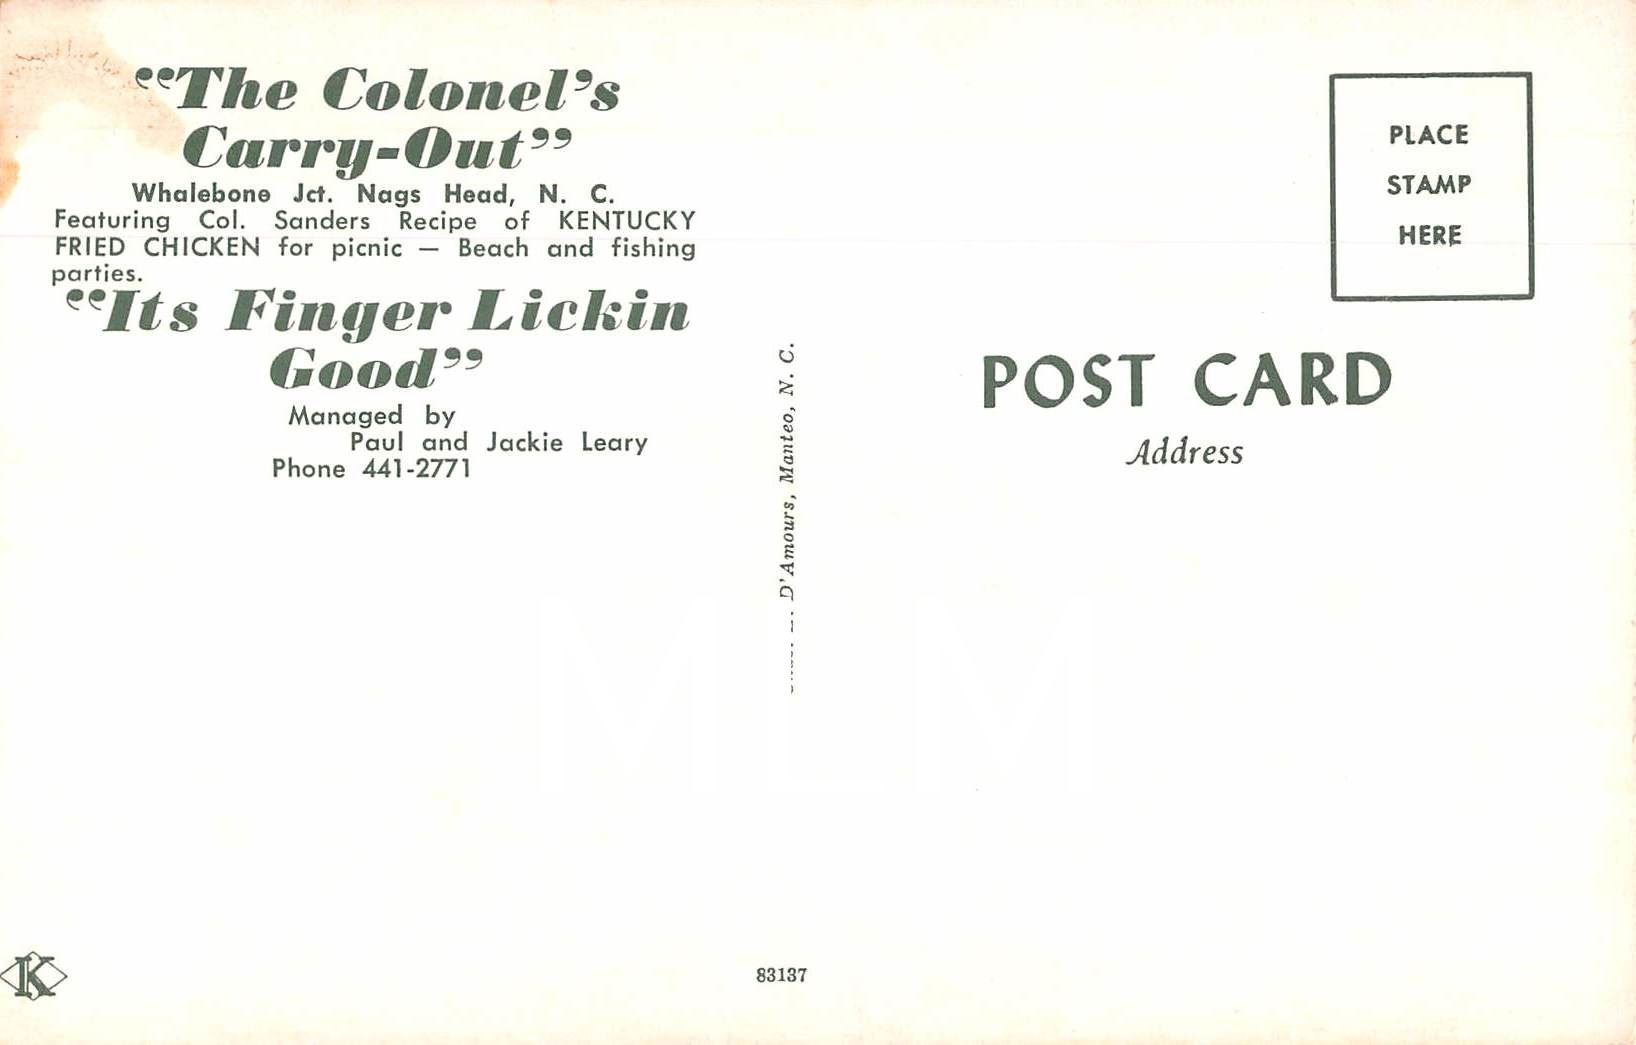 “The Colonel’s
Carry-Out”
Whalebone Jct. Nags Head, N. C.
Featuring Col. Sanders Recipe of KENTUCKY
FRIED CHICKEN for picnic — Beach and fishing
parties.
“Its Finger Lickin
Good”
Managed by
Paul and Jackie Leary
Phone 441-2771
D'Amours, Manteo, N. C.
PLACE
STAMP
HERE
POST CARD
Address
MLM
K
83137